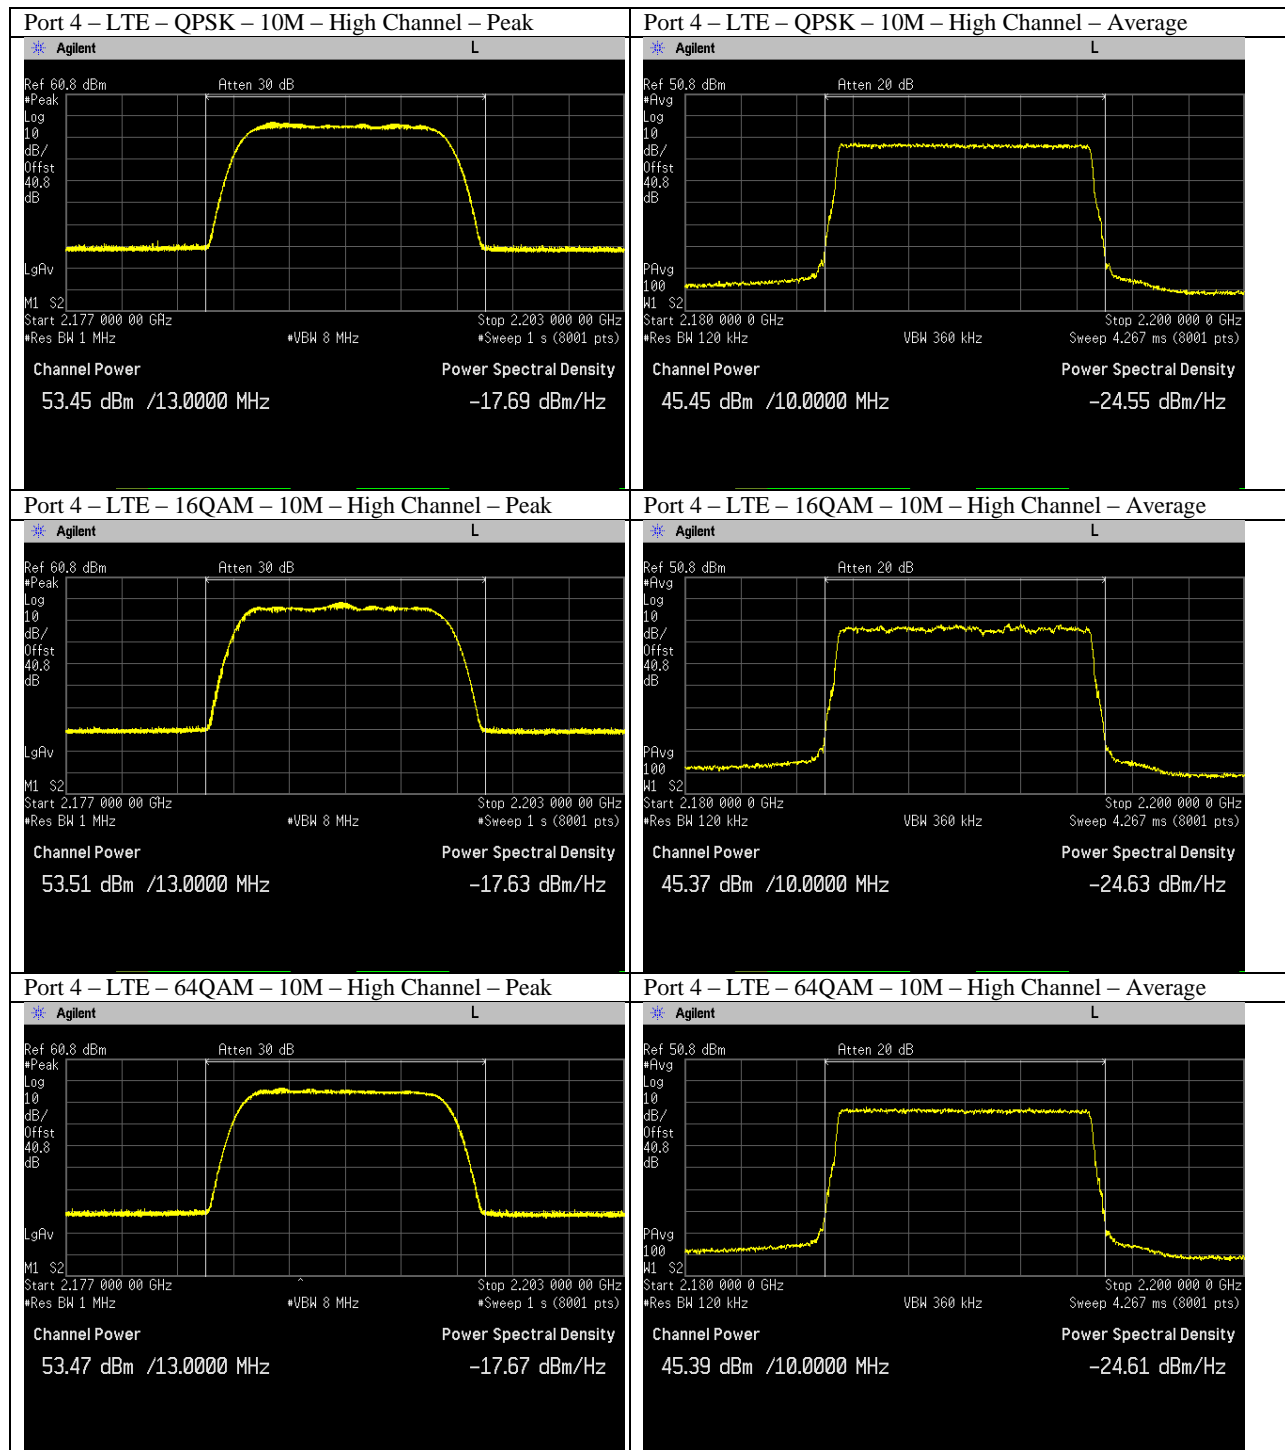 Port 4 – LTE – QPSK – 10M – High Channel – Peak
Agilent L
Ref 60.8 dBm Atten 30 dB
#Peak
Log
10
dB/
Offst
40.8
dB
LgAv
M1 S2
Start 2.177 000 00 GHz Stop 2.203 000 00 GHz
#Res BW 1 MHz #VBW 8 MHz #Sweep 1 s (8001 pts)
Channel Power Power Spectral Density
53.45 dBm /13.0000 MHz -17.69 dBm/Hz
Port 4 – LTE – QPSK – 10M – High Channel – Average
Agilent L
Ref 50.8 dBm Atten 20 dB
#Avg
Log
10
dB/
Offst
40.8
dB
PAvg
100
W1 S2
Start 2.180 000 0 GHz Stop 2.200 000 0 GHz
#Res BW 120 kHz VBW 360 kHz Sweep 4.267 ms (8001 pts)
Channel Power Power Spectral Density
45.45 dBm /10.0000 MHz -24.55 dBm/Hz
Port 4 – LTE – 16QAM – 10M – High Channel – Peak
Agilent L
Ref 60.8 dBm Atten 30 dB
#Peak
Log
10
dB/
Offst
40.8
dB
LgAv
M1 S2
Start 2.177 000 00 GHz Stop 2.203 000 00 GHz
#Res BW 1 MHz #VBW 8 MHz #Sweep 1 s (8001 pts)
Channel Power Power Spectral Density
53.51 dBm /13.0000 MHz -17.63 dBm/Hz
Port 4 – LTE – 16QAM – 10M – High Channel – Average
Agilent L
Ref 50.8 dBm Atten 20 dB
#Avg
Log
10
dB/
Offst
40.8
dB
PAvg
100
W1 S2
Start 2.180 000 0 GHz Stop 2.200 000 0 GHz
#Res BW 120 kHz VBW 360 kHz Sweep 4.267 ms (8001 pts)
Channel Power Power Spectral Density
45.37 dBm /10.0000 MHz -24.63 dBm/Hz
Port 4 – LTE – 64QAM – 10M – High Channel – Peak
Agilent L
Ref 60.8 dBm Atten 30 dB
#Peak
Log
10
dB/
Offst
40.8
dB
LgAv
M1 S2
Start 2.177 000 00 GHz Stop 2.203 000 00 GHz
#Res BW 1 MHz #VBW 8 MHz #Sweep 1 s (8001 pts)
Channel Power Power Spectral Density
53.47 dBm /13.0000 MHz -17.67 dBm/Hz
Port 4 – LTE – 64QAM – 10M – High Channel – Average
Agilent L
Ref 50.8 dBm Atten 20 dB
#Avg
Log
10
dB/
Offst
40.8
dB
PAvg
100
W1 S2
Start 2.180 000 0 GHz Stop 2.200 000 0 GHz
#Res BW 120 kHz VBW 360 kHz Sweep 4.267 ms (8001 pts)
Channel Power Power Spectral Density
45.39 dBm /10.0000 MHz -24.61 dBm/Hz